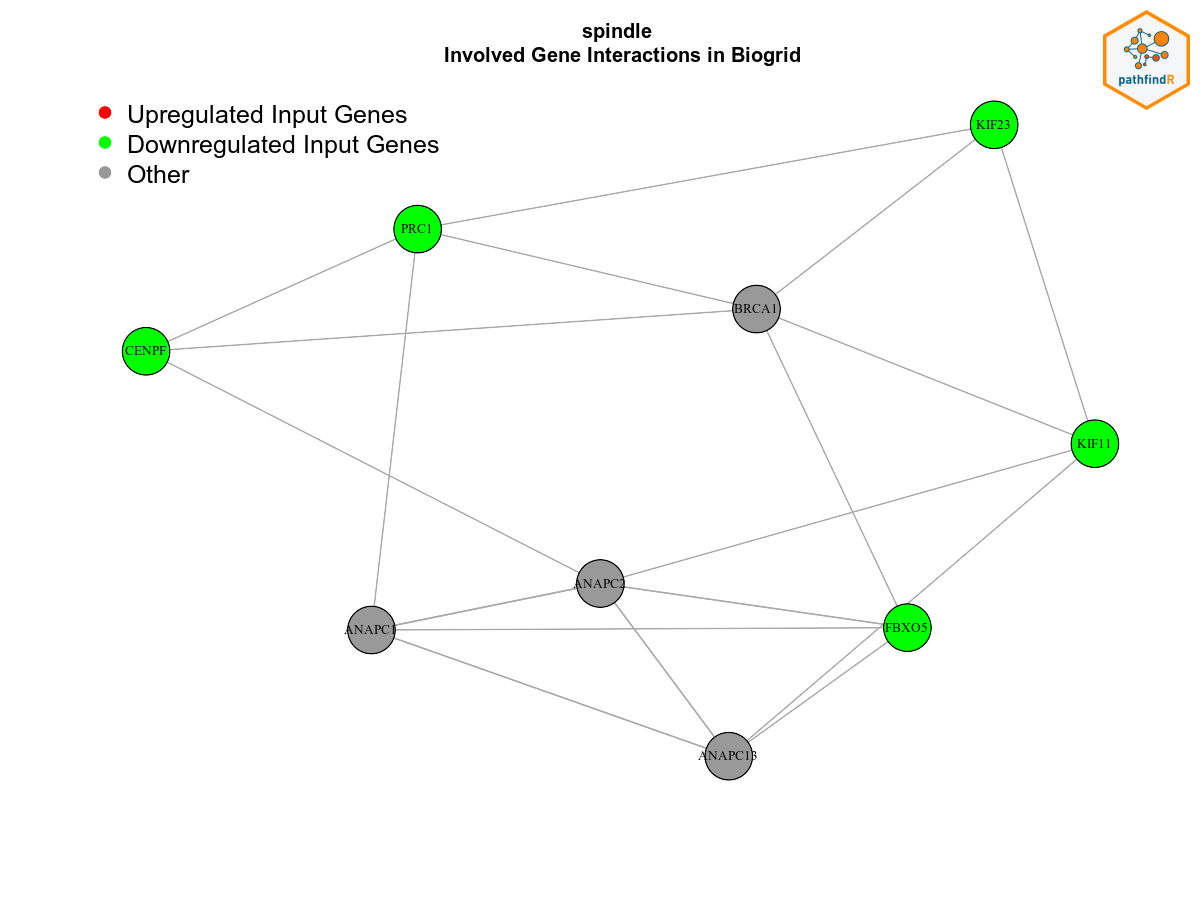 spindle
Involved Gene Interactions in Biogrid
pathfindR
Upregulated Input Genes
Downregulated Input Genes
Other
KIF23
PRC1
BRCA1
CENPF
KIF11
ANAPC2
ANAPC1
FBXO5
ANAPC13